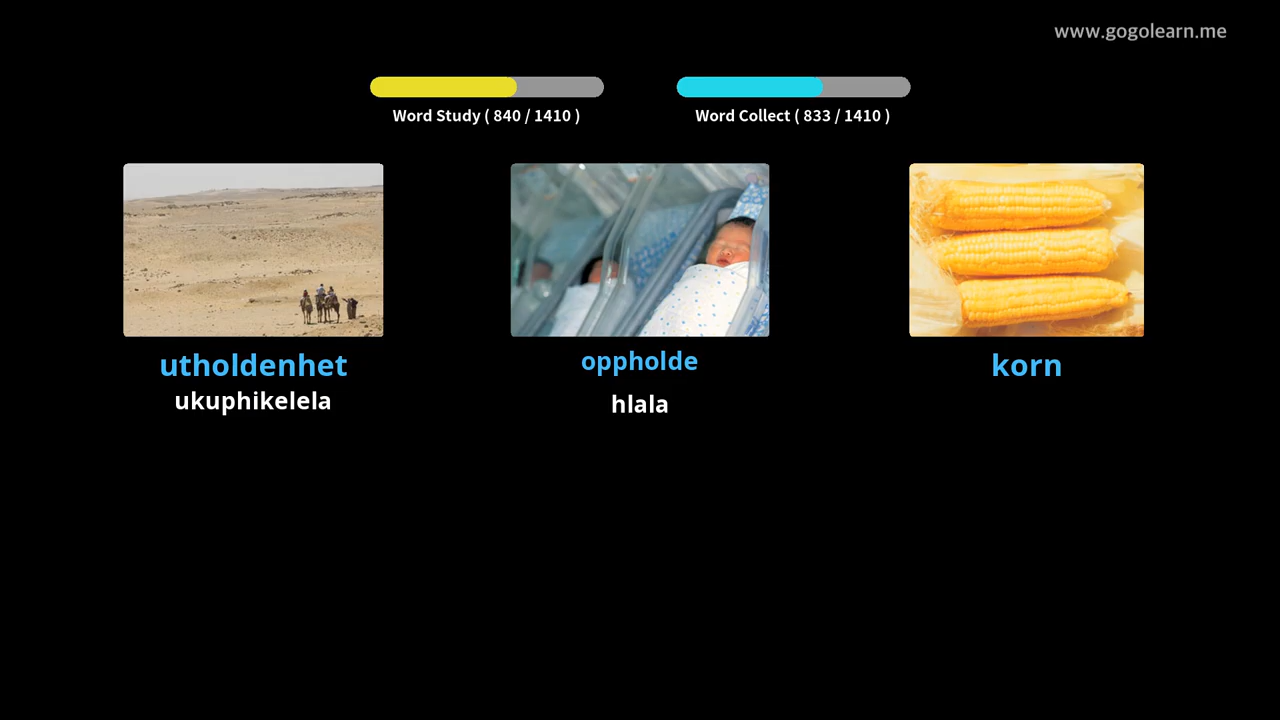 www.gogolearn.me
Word Study ( 840 / 1410 )
Word Collect ( 833 / 1410 )
utholdenhet
ukuphikelela
oppholde
hlala
korn